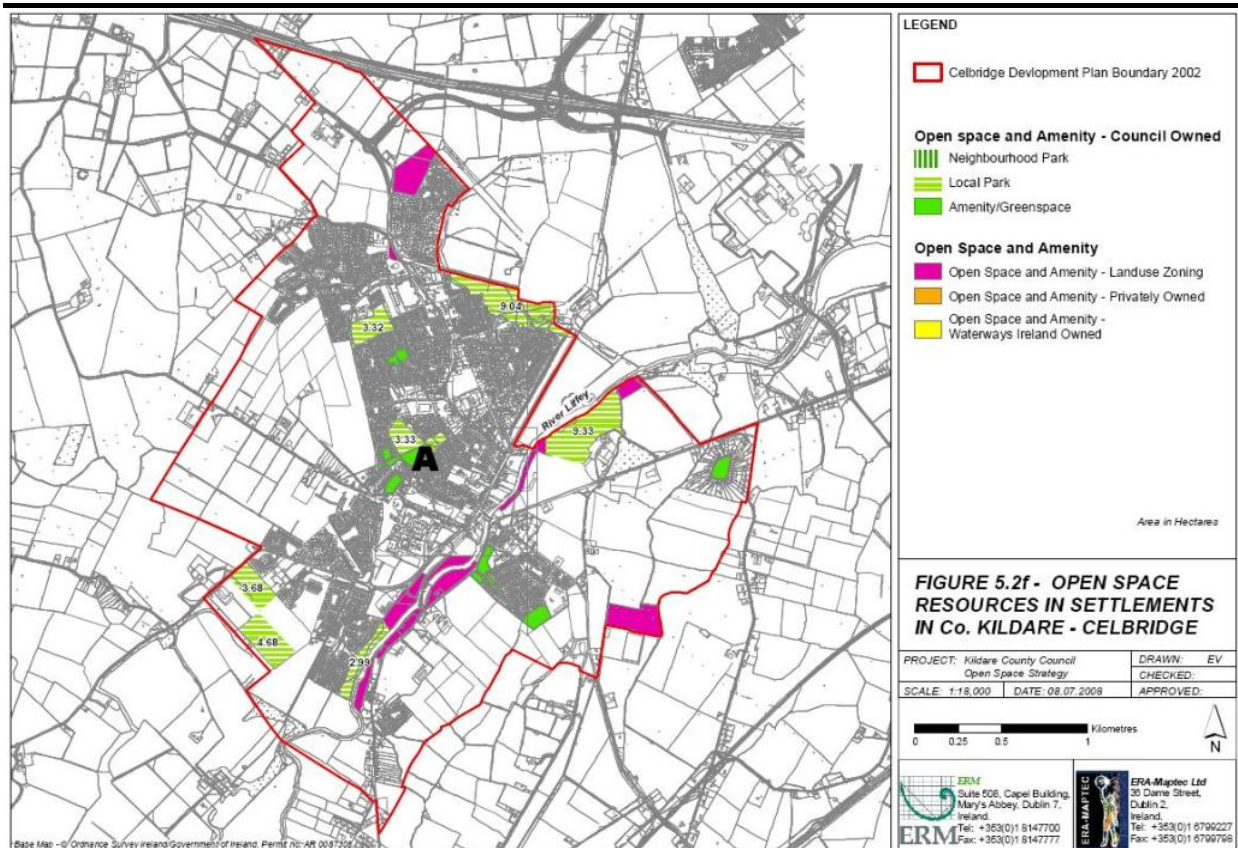 LEGEND
Celbridge Devlopment Plan Boundary 2002
Open space and Amenity - Council Owned
Neighbourhood Park
Local Park
Amenity/Greenspace
Open Space and Amenity
Open Space and Amenity - Landuse Zoning
Open Space and Amenity - Privately Owned
Open Space and Amenity -
Waterways Ireland Owned
9.04
3.32
River Liffey
9.33
3.33
A
3.68
4.68
2.99
Area in Hectares
FIGURE 5.2f - OPEN SPACE
RESOURCES IN SETTLEMENTS
IN Co. KILDARE - CELBRIDGE
PROJECT: Kildare County Council
Open Space Strategy
DRAWN: EV
CHECKED:
SCALE: 1:18,000
DATE: 08.07.2008
APPROVED:
Kilometres
0 0.25 0.5 1
N
ERM
Suite 508, Capel Building,
Mary's Abbey, Dublin 7,
Ireland.
Tel: +353(0)1 8147700
Fax: +353(0)1 8147777
ERM
ERA-MAPTEC
ERA-Maptec Ltd
36 Dame Street,
Dublin 2,
Ireland.
Tel: +353(0)1 6799227
Fax: +353(0)1 6799798
Base Map - © Ordnance Survey Ireland/Government of Ireland. Permit no: AR